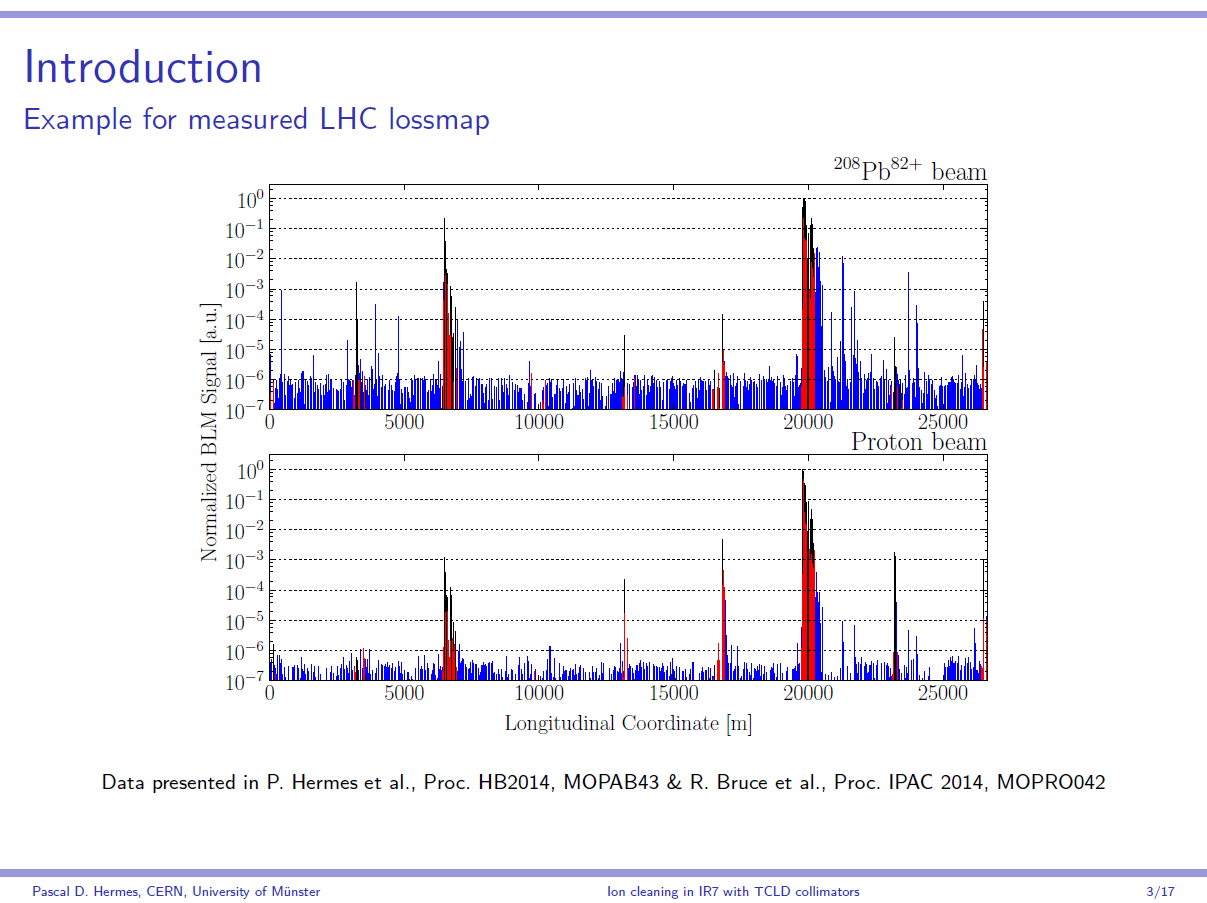 Introduction
Example for measured LHC lossmap
²⁰⁸Pb⁸²⁺ beam
10⁰
10⁻¹
10⁻²
10⁻³
10⁻⁴
10⁻⁵
10⁻⁶
10⁻⁷
0 5000 10000 15000 20000 25000
Proton beam
Normalized BLM Signal [a.u.]
10⁰
10⁻¹
10⁻²
10⁻³
10⁻⁴
10⁻⁵
10⁻⁶
10⁻⁷
0 5000 10000 15000 20000 25000
Longitudinal Coordinate [m]
Data presented in P. Hermes et al., Proc. HB2014, MOPAB43 & R. Bruce et al., Proc. IPAC 2014, MOPRO042
Pascal D. Hermes, CERN, University of Münster Ion cleaning in IR7 with TCLD collimators 3/17